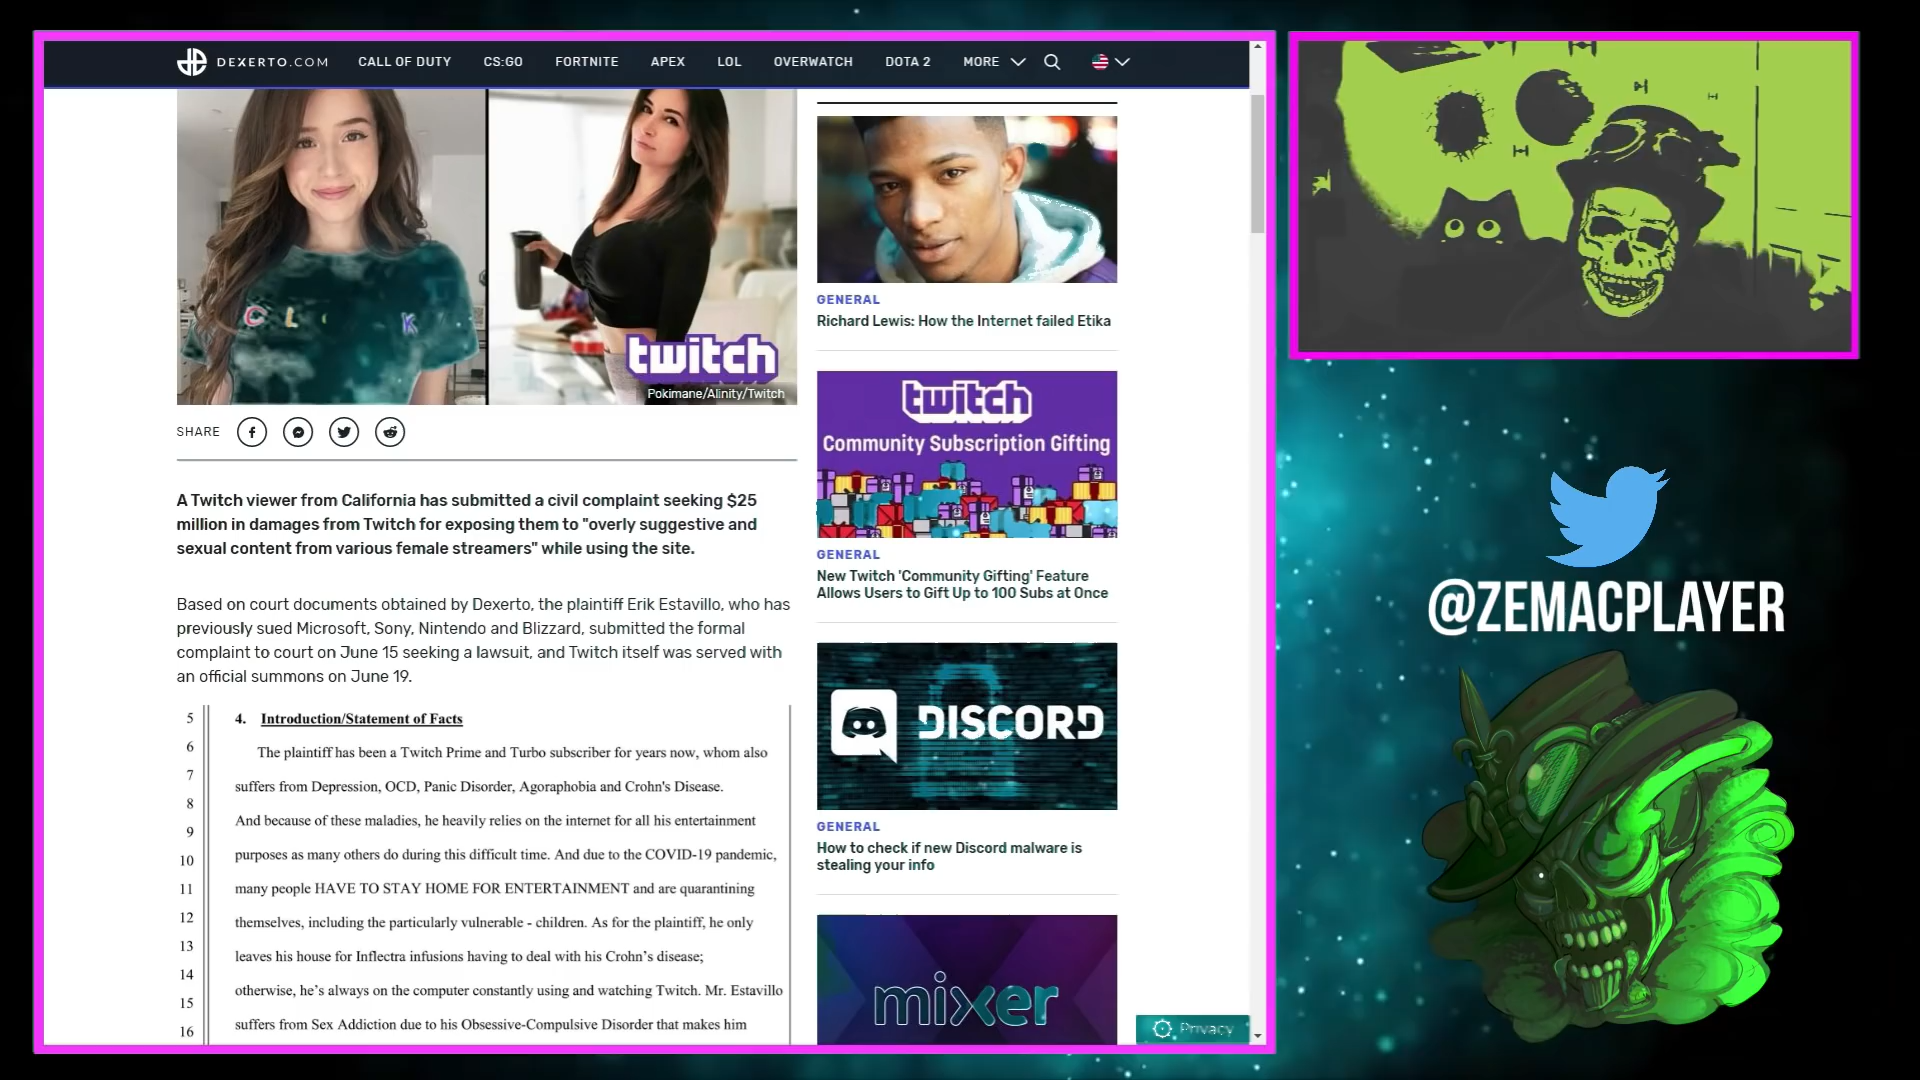 DEXERTO.COM
CALL OF DUTY
CS:GO
FORTNITE
APEX
LOL
OVERWATCH
DOTA 2
MORE
C L K
twitch
Pokimane/Alinity/Twitch
SHARE
A Twitch viewer from California has submitted a civil complaint seeking $25
million in damages from Twitch for exposing them to "overly suggestive and
sexual content from various female streamers" while using the site.
Based on court documents obtained by Dexerto, the plaintiff Erik Estavillo, who has
previously sued Microsoft, Sony, Nintendo and Blizzard, submitted the formal
complaint to court on June 15 seeking a lawsuit, and Twitch itself was served with
an official summons on June 19.
5
6
7
8
9
10
11
12
13
14
15
16
4. Introduction/Statement of Facts
The plaintiff has been a Twitch Prime and Turbo subscriber for years now, whom also
suffers from Depression, OCD, Panic Disorder, Agoraphobia and Crohn's Disease.
And because of these maladies, he heavily relies on the internet for all his entertainment
purposes as many others do during this difficult time. And due to the COVID-19 pandemic,
many people HAVE TO STAY HOME FOR ENTERTAINMENT and are quarantining
themselves, including the particularly vulnerable - children. As for the plaintiff, he only
leaves his house for Inflectra infusions having to deal with his Crohn's disease;
otherwise, he's always on the computer constantly using and watching Twitch. Mr. Estavillo
suffers from Sex Addiction due to his Obsessive-Compulsive Disorder that makes him
GENERAL
Richard Lewis: How the Internet failed Etika
twitch
Community Subscription Gifting
GENERAL
New Twitch 'Community Gifting' Feature
Allows Users to Gift Up to 100 Subs at Once
DISCORD
GENERAL
How to check if new Discord malware is
stealing your info
mixer
Privacy
@ZEMACPLAYER